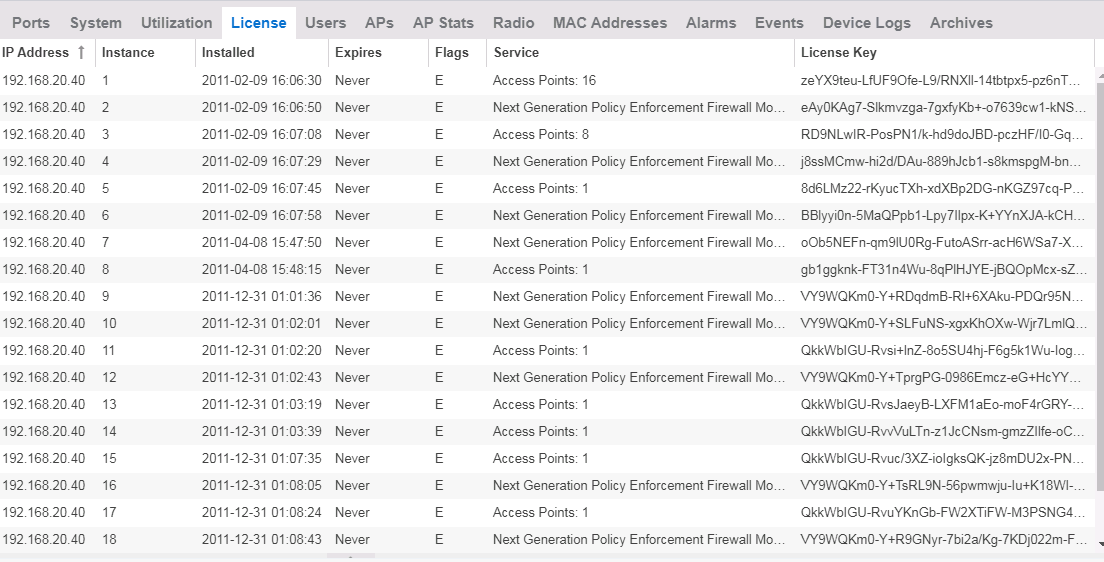 Ports System Utilization License Users APs AP Stats Radio MAC Addresses Alarms Events Device Logs Archives
IP Address ↑ Instance Installed Expires Flags Service License Key
192.168.20.40 1 2011-02-09 16:06:30 Never E Access Points: 16 zeYX9teu-LfUF9Ofe-L9/RNXll-14tbtpx5-pz6nT...
192.168.20.40 2 2011-02-09 16:06:50 Never E Next Generation Policy Enforcement Firewall Mo... eAy0KAg7-Slkmvzga-7gxfyKb+-o7639cw1-kNS...
192.168.20.40 3 2011-02-09 16:07:08 Never E Access Points: 8 RD9NLwIR-PosPN1/k-hd9doJBD-pczHF/I0-Gq...
192.168.20.40 4 2011-02-09 16:07:29 Never E Next Generation Policy Enforcement Firewall Mo... j8ssMCmw-hi2d/DAu-889hJcb1-s8kmspgM-bn...
192.168.20.40 5 2011-02-09 16:07:45 Never E Access Points: 1 8d6LMz22-rKyucTXh-xdXBp2DG-nKGZ97cq-P...
192.168.20.40 6 2011-02-09 16:07:58 Never E Next Generation Policy Enforcement Firewall Mo... BBlyyi0n-5MaQPpb1-Lpy7Ilpx-K+YYnXJA-kCH...
192.168.20.40 7 2011-04-08 15:47:50 Never E Next Generation Policy Enforcement Firewall Mo... oOb5NEFn-qm9lU0Rg-FutoASrr-acH6WSa7-X...
192.168.20.40 8 2011-04-08 15:48:15 Never E Access Points: 1 gb1ggknk-FT31n4Wu-8qPlHJYE-jBQOpMcx-sZ...
192.168.20.40 9 2011-12-31 01:01:36 Never E Next Generation Policy Enforcement Firewall Mo... VY9WQKm0-Y+RDqdmB-Rl+6XAku-PDQr95N...
192.168.20.40 10 2011-12-31 01:02:01 Never E Next Generation Policy Enforcement Firewall Mo... VY9WQKm0-Y+SLFuNS-xgxKhOXw-Wjr7LmlQ...
192.168.20.40 11 2011-12-31 01:02:20 Never E Access Points: 1 QkkWbIGU-Rvsi+lnZ-8o5SU4hj-F6g5k1Wu-Iog...
192.168.20.40 12 2011-12-31 01:02:43 Never E Next Generation Policy Enforcement Firewall Mo... VY9WQKm0-Y+TprgPG-0986Emcz-eG+HcYY...
192.168.20.40 13 2011-12-31 01:03:19 Never E Access Points: 1 QkkWbIGU-RvsJaeyB-LXFM1aEo-moF4rGRY-...
192.168.20.40 14 2011-12-31 01:03:39 Never E Access Points: 1 QkkWbIGU-RvvVuLTn-z1JcCNsm-gmzZIlfe-oC...
192.168.20.40 15 2011-12-31 01:07:35 Never E Access Points: 1 QkkWbIGU-Rvuc/3XZ-ioIgksQK-jz8mDU2x-PN...
192.168.20.40 16 2011-12-31 01:08:05 Never E Next Generation Policy Enforcement Firewall Mo... VY9WQKm0-Y+TsRL9N-56pwmwju-lu+K18Wl-...
192.168.20.40 17 2011-12-31 01:08:24 Never E Access Points: 1 QkkWbIGU-RvuYKnGb-FW2XTiFW-M3PSNG4...
192.168.20.40 18 2011-12-31 01:08:43 Never E Next Generation Policy Enforcement Firewall Mo... VY9WQKm0-Y+R9GNyr-7bi2a/Kg-7KDj022m-F...